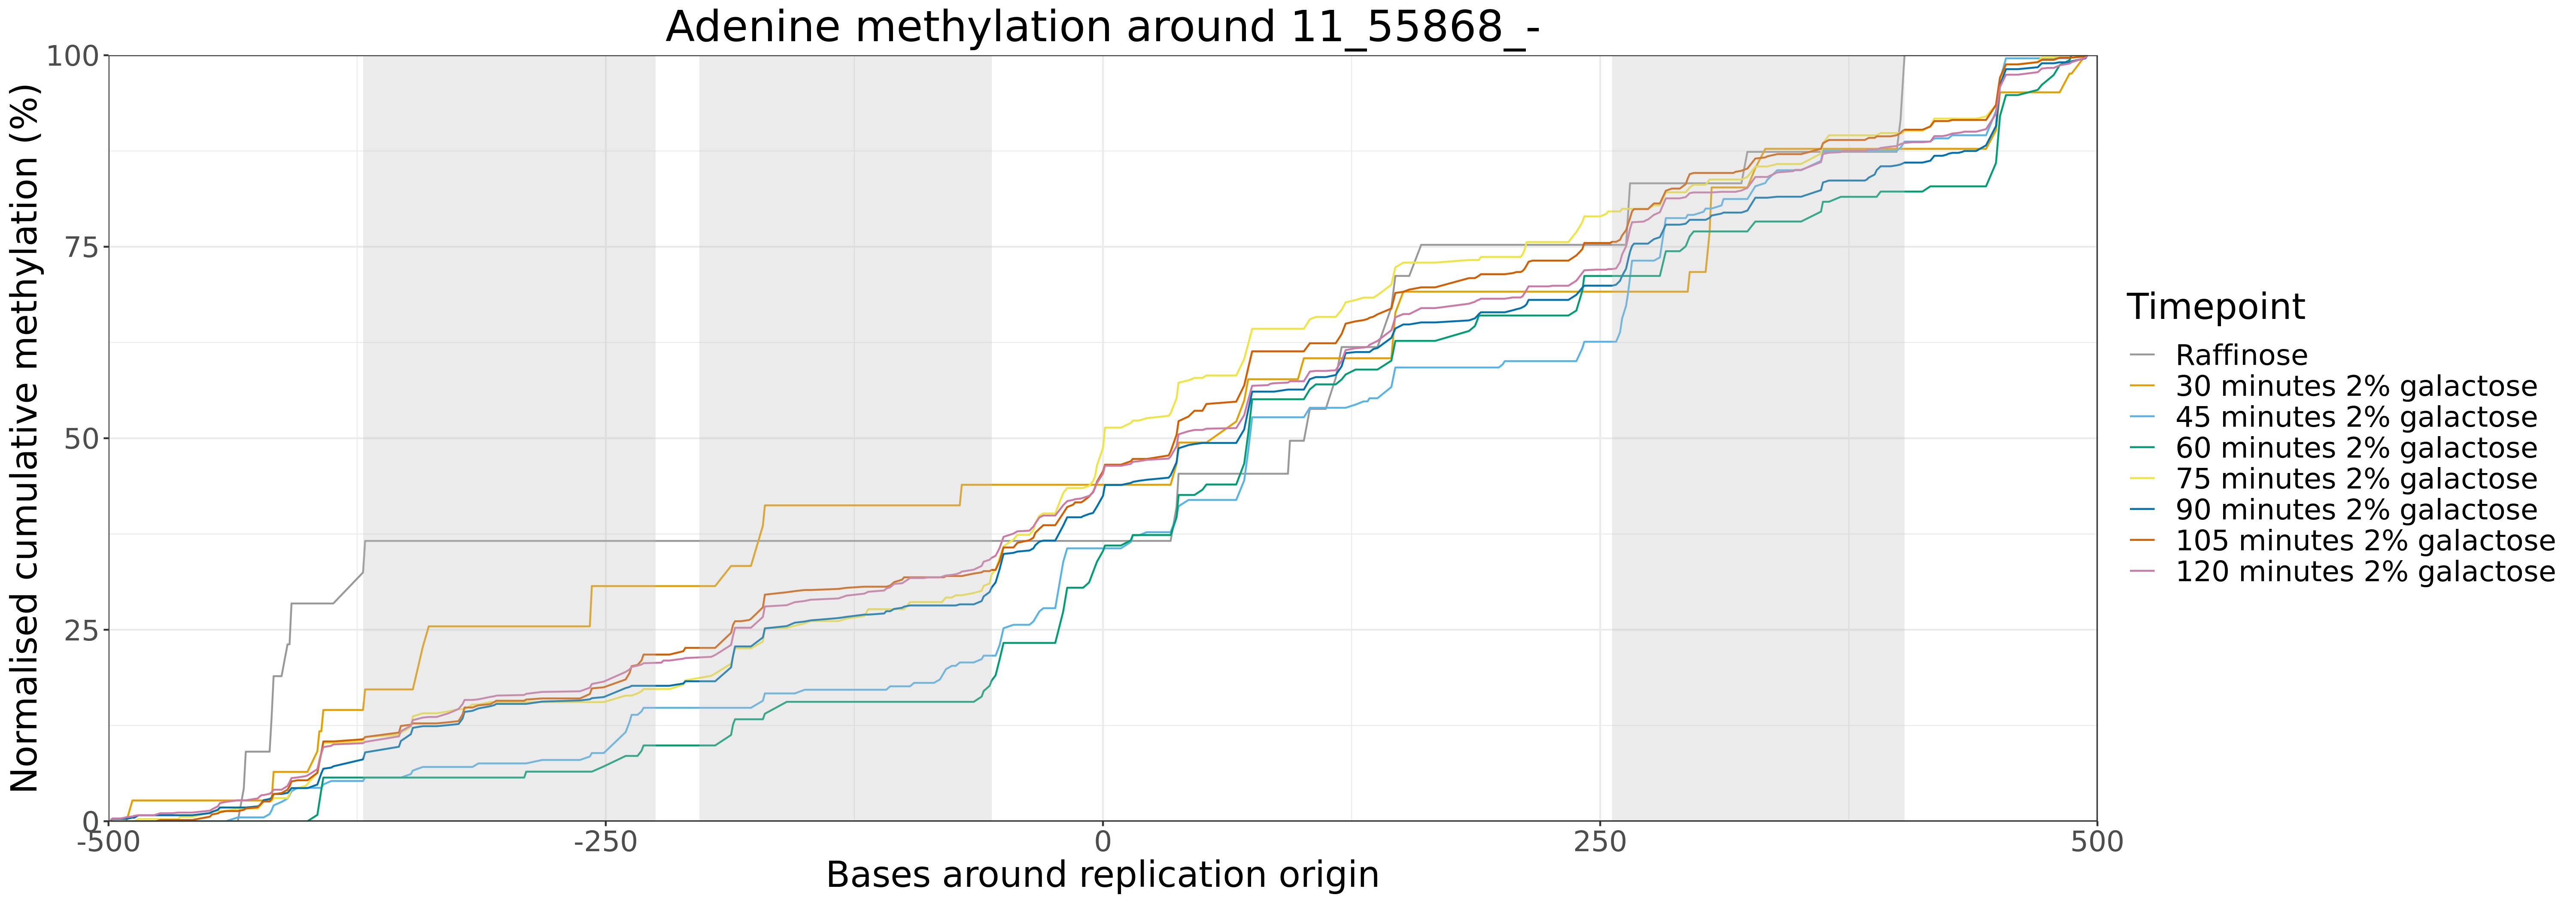 Adenine methylation around 11_55868_-
Normalised cumulative methylation (%)
100
75
50
25
0
-500
-250
0
250
500
Bases around replication origin
Timepoint
Raffinose
30 minutes 2% galactose
45 minutes 2% galactose
60 minutes 2% galactose
75 minutes 2% galactose
90 minutes 2% galactose
105 minutes 2% galactose
120 minutes 2% galactose